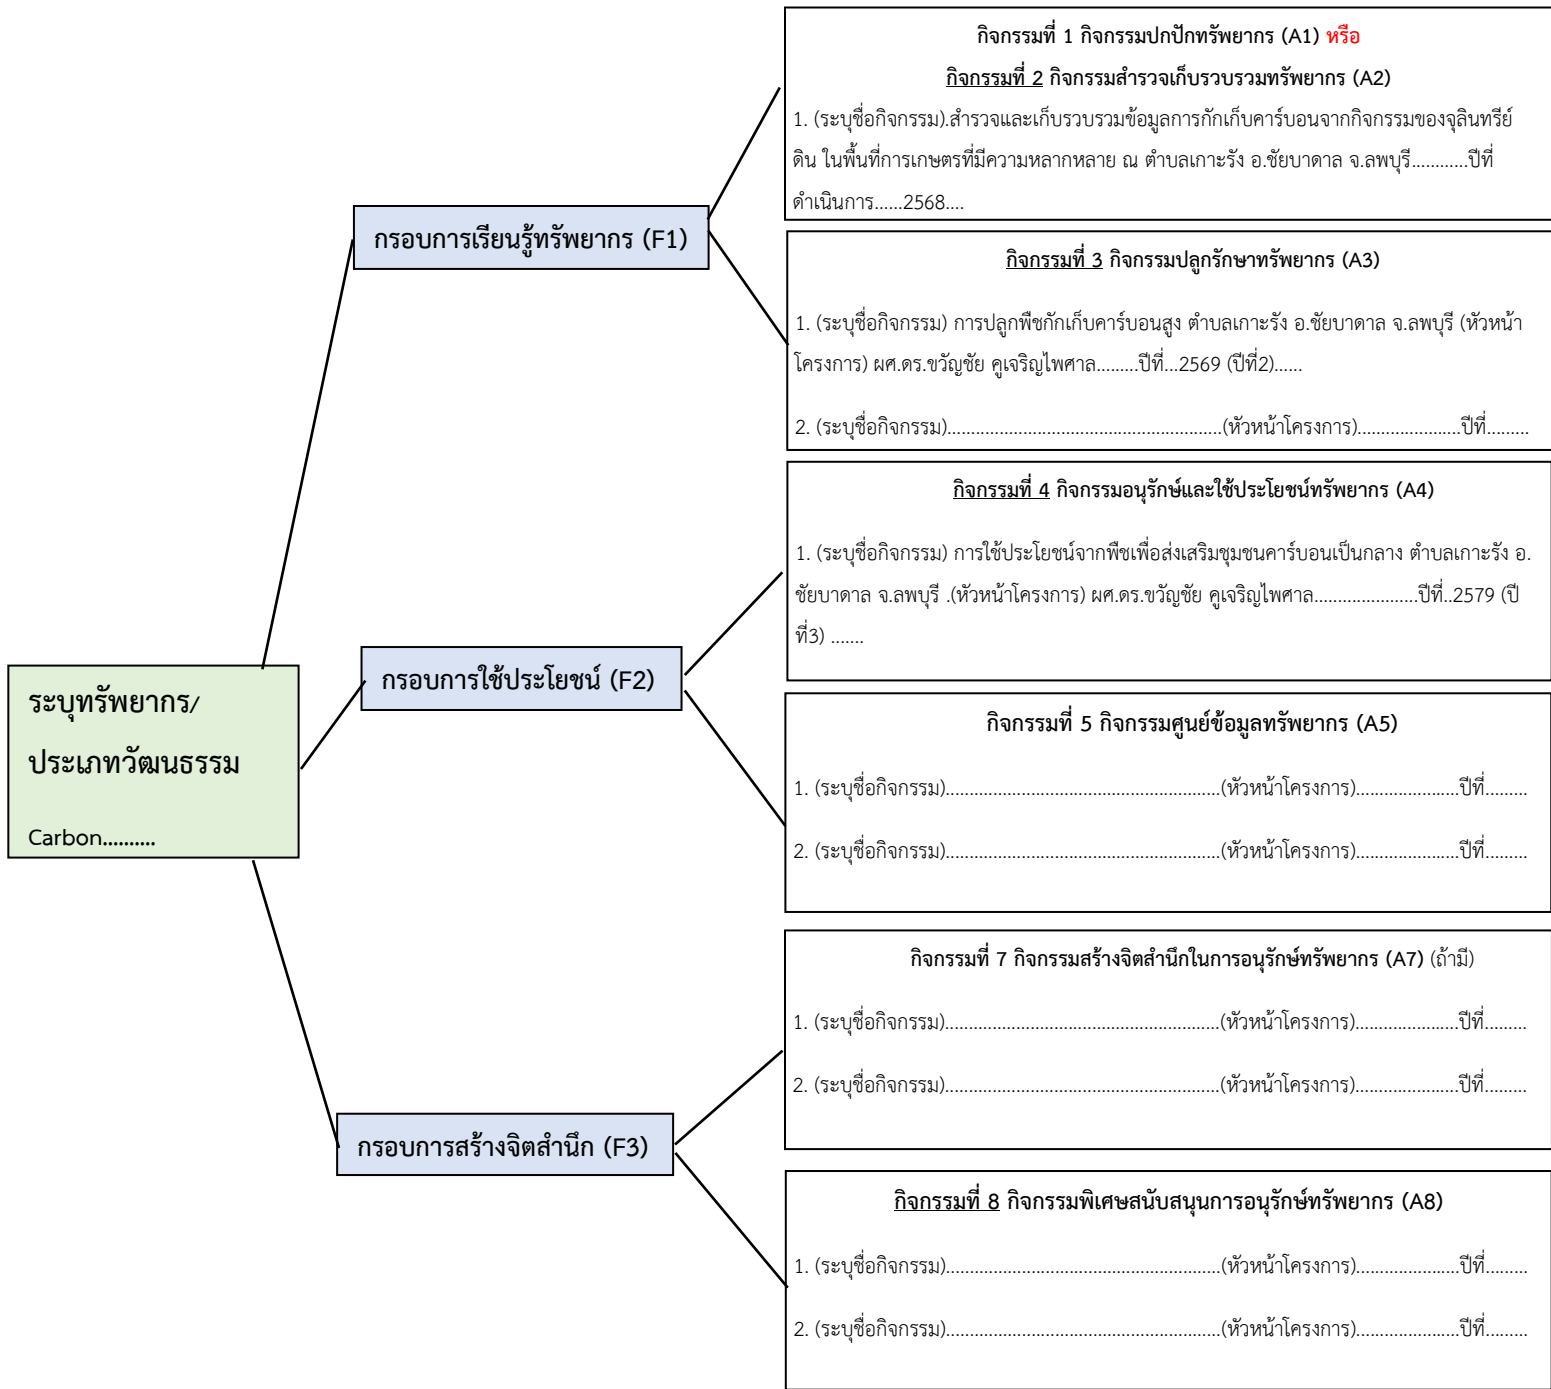 กิจกรรมที่ 1 กิจกรรมปกปักทรัพยากร (A1) หรือ
กิจกรรมที่ 2 กิจกรรมสำรวจเก็บรวบรวมทรัพยากร (A2)
1. (ระบุชื่อกิจกรรม).สำรวจและเก็บรวบรวมข้อมูลการกักเก็บคาร์บอนจากกิจกรรมของจุลินทรีย์
ดิน ในพื้นที่การเกษตรที่มีความหลากหลาย ณ ตำบลเกาะรัง อ.ชัยบาดาล จ.ลพบุรี............ปีที่
ดำเนินการ......2568....
กรอบการเรียนรู้ทรัพยากร (F1)
กิจกรรมที่ 3 กิจกรรมปลูกรักษาทรัพยากร (A3)
1. (ระบุชื่อกิจกรรม) การปลูกพืชกักเก็บคาร์บอนสูง ตำบลเกาะรัง อ.ชัยบาดาล จ.ลพบุรี (หัวหน้า
โครงการ) ผศ.ดร.ขวัญชัย คูเจริญไพศาล.........ปีที่...2569 (ปีที่2)......
2. (ระบุชื่อกิจกรรม)..........................................................(หัวหน้าโครงการ)......................ปีที่.........
กิจกรรมที่ 4 กิจกรรมอนุรักษ์และใช้ประโยชน์ทรัพยากร (A4)
1. (ระบุชื่อกิจกรรม) การใช้ประโยชน์จากพืชเพื่อส่งเสริมชุมชนคาร์บอนเป็นกลาง ตำบลเกาะรัง อ.
ชัยบาดาล จ.ลพบุรี .(หัวหน้าโครงการ) ผศ.ดร.ขวัญชัย คูเจริญไพศาล......................ปีที่..2579 (ปี
ที่3) .......
กรอบการใช้ประโยชน์ (F2)
ระบุทรัพยากร/
ประเภทวัฒนธรรม
Carbon..........
กิจกรรมที่ 5 กิจกรรมศูนย์ข้อมูลทรัพยากร (A5)
1. (ระบุชื่อกิจกรรม)..........................................................(หัวหน้าโครงการ)......................ปีที่.........
2. (ระบุชื่อกิจกรรม)..........................................................(หัวหน้าโครงการ)......................ปีที่.........
กิจกรรมที่ 7 กิจกรรมสร้างจิตสำนึกในการอนุรักษ์ทรัพยากร (A7) (ถ้ามี)
1. (ระบุชื่อกิจกรรม)..........................................................(หัวหน้าโครงการ)......................ปีที่.........
2. (ระบุชื่อกิจกรรม)..........................................................(หัวหน้าโครงการ)......................ปีที่.........
กรอบการสร้างจิตสำนึก (F3)
กิจกรรมที่ 8 กิจกรรมพิเศษสนับสนุนการอนุรักษ์ทรัพยากร (A8)
1. (ระบุชื่อกิจกรรม)..........................................................(หัวหน้าโครงการ)......................ปีที่.........
2. (ระบุชื่อกิจกรรม)..........................................................(หัวหน้าโครงการ)......................ปีที่.........